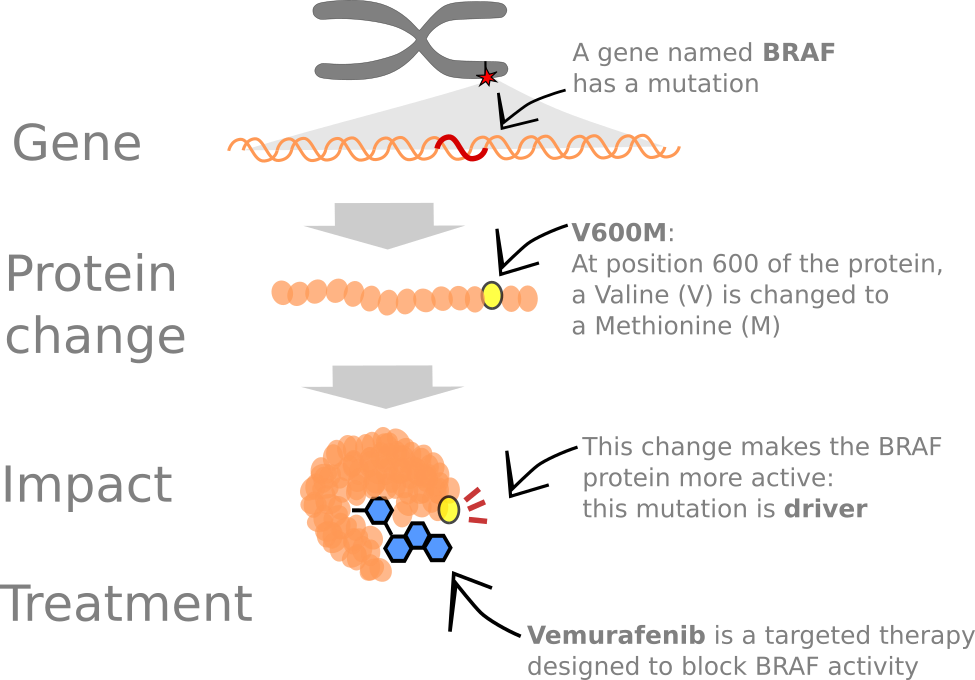 A gene named BRAF
has a mutation
Gene
V600M:
At position 600 of the protein,
a Valine (V) is changed to
a Methionine (M)
Protein
change
This change makes the BRAF
protein more active:
this mutation is driver
Impact
Treatment
Vemurafenib is a targeted therapy
designed to block BRAF activity